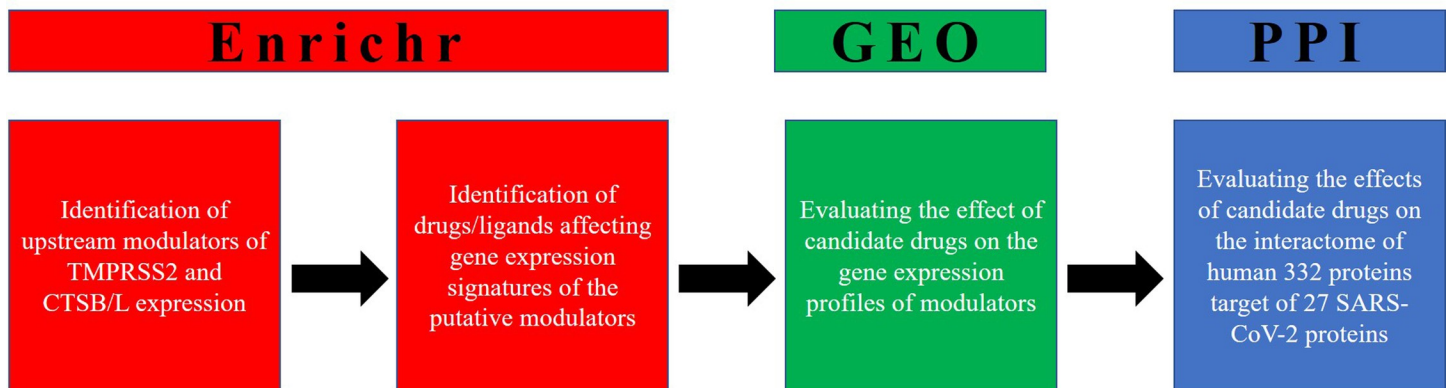 Enrichr
GEO
PPI
Identification of
upstream modulators of
TMPRSS2 and
CTSB/L expression
Identification of
drugs/ligands affecting
gene expression
signatures of the
putative modulators
Evaluating the effect of
candidate drugs on the
gene expression
profiles of modulators
Evaluating the effects
of candidate drugs on
the interactome of
human 332 proteins
target of 27 SARS-
CoV-2 proteins